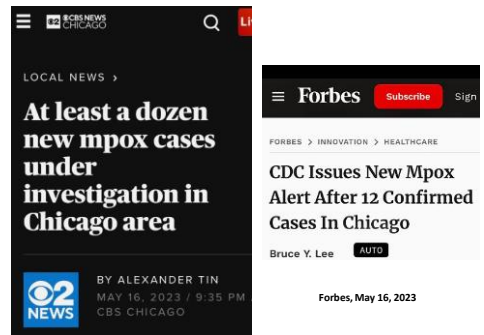 CBS NEWS CHICAGO
Li
LOCAL NEWS >
At least a dozen
new mpox cases
under
investigation in
Chicago area
2 NEWS
BY ALEXANDER TIN
MAY 16, 2023 / 9:35 PM /
CBS CHICAGO
Forbes
Subscribe
Sign
FORBES > INNOVATION > HEALTHCARE
CDC Issues New Mpox
Alert After 12 Confirmed
Cases In Chicago
Bruce Y. Lee AUTO
Forbes, May 16, 2023